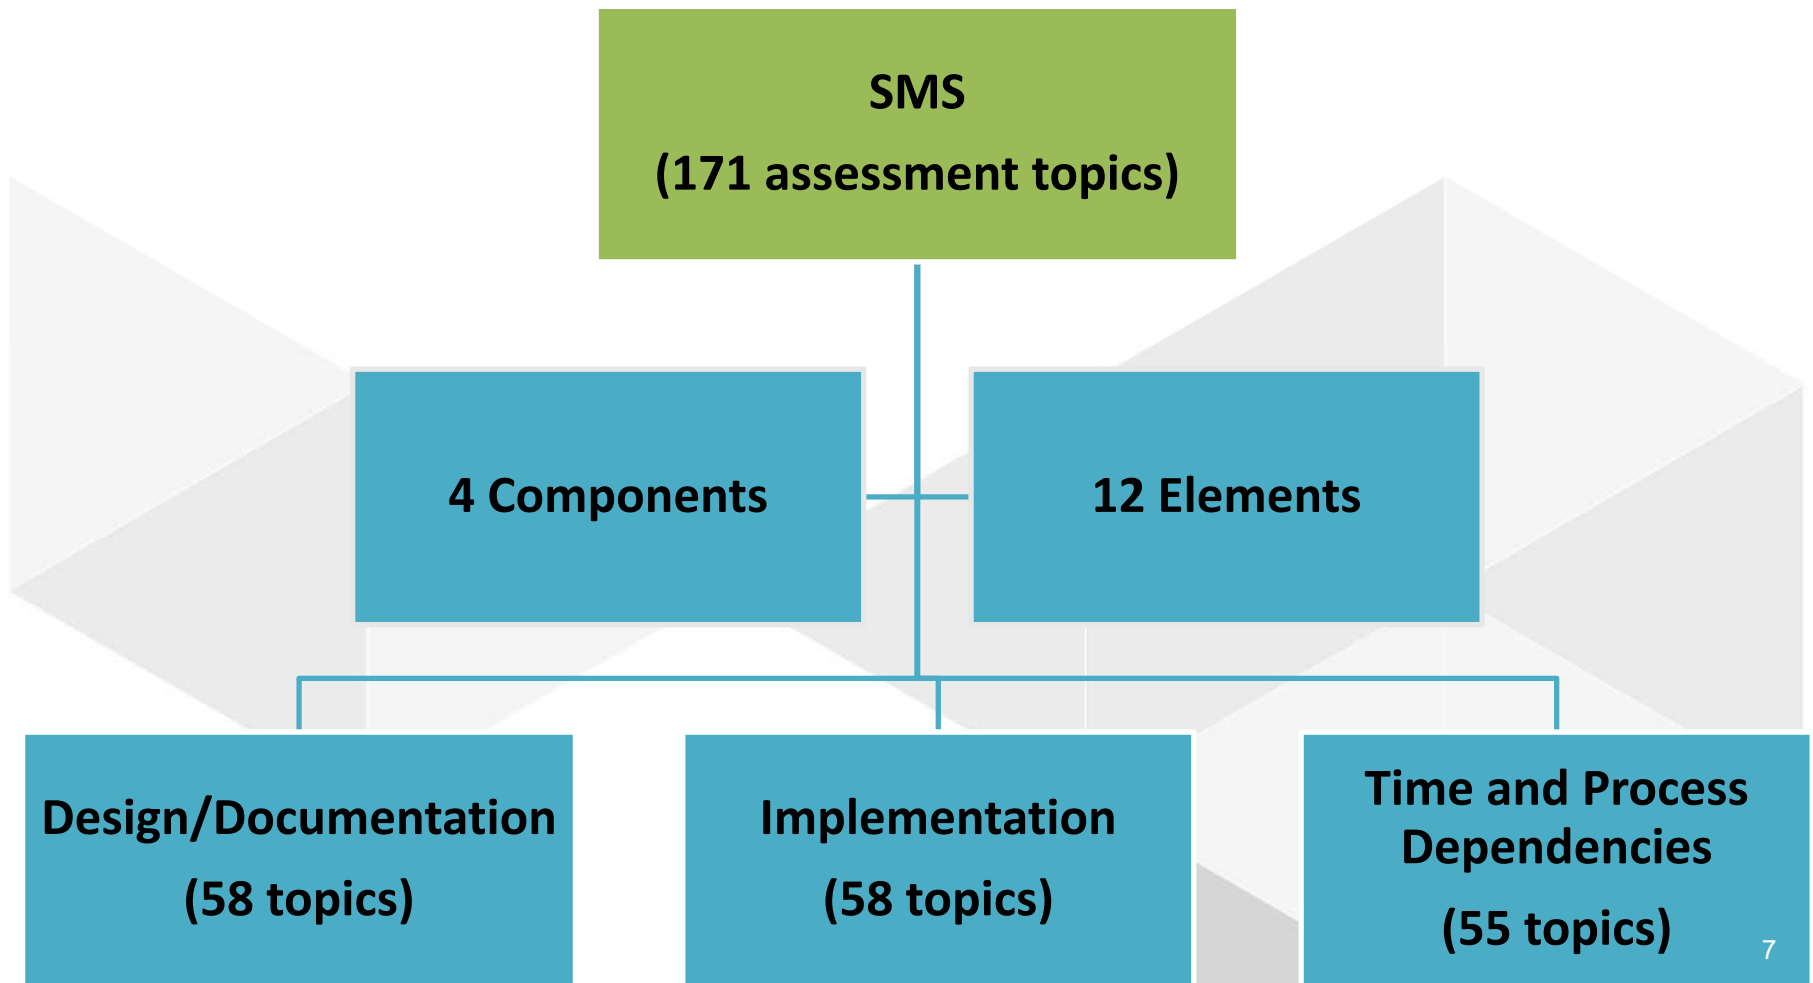 SMS
(171 assessment topics)
4 Components
12 Elements
Design/Documentation
(58 topics)
Implementation
(58 topics)
Time and Process
Dependencies
(55 topics)
7